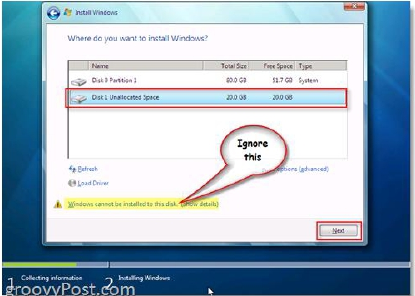 Install Windows
Where do you want to install Windows?
Name Total Size Free Space Type
Disk 0 Partition 1 80.0 GB 51.7 GB System
Disk 1 Unallocated Space 20.0 GB 20.0 GB
Ignore
this
Refresh options (advanced)
Load Driver
Windows cannot be installed to this disk. (Show details)
Next
1 Collecting information 2 Installing Windows
groovyPost.com